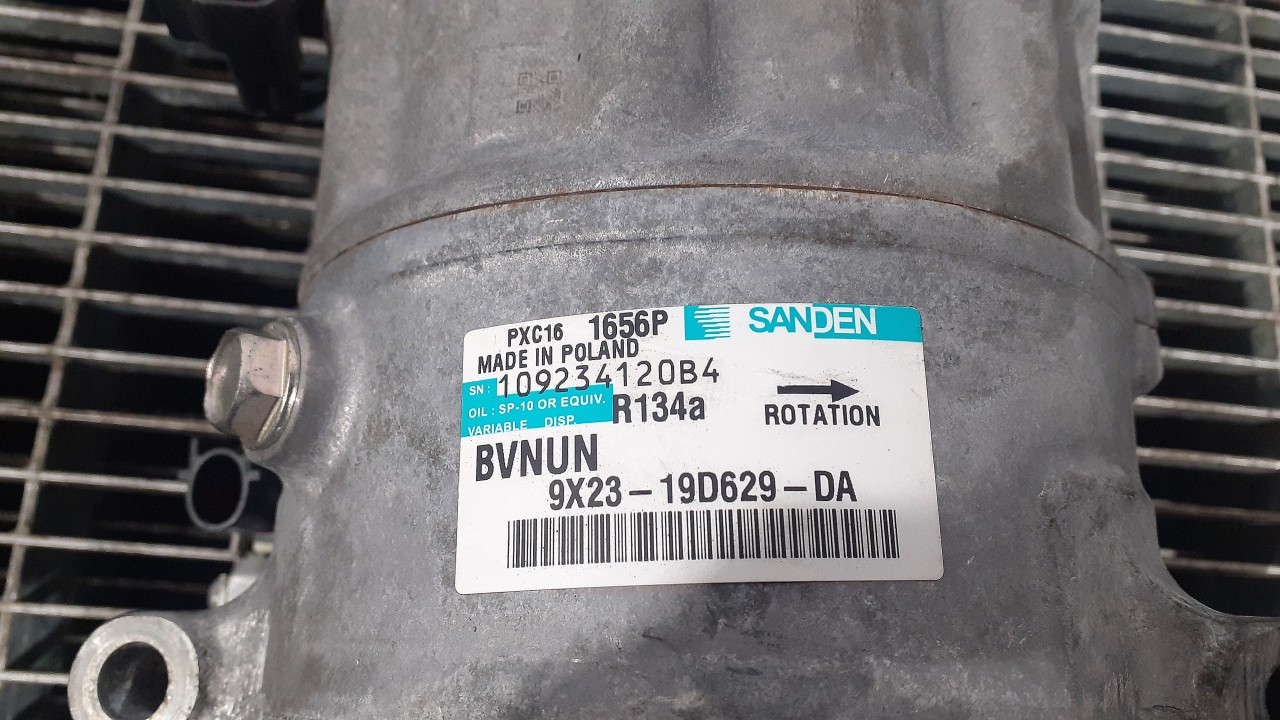 PXC16 1656P SANDEN
MADE IN POLAND
SN: 109234120B4
OIL : SP-10 OR EQUIV. R134a
VARIABLE DISP.
ROTATION
BVNUN
9X23-19D629-DA